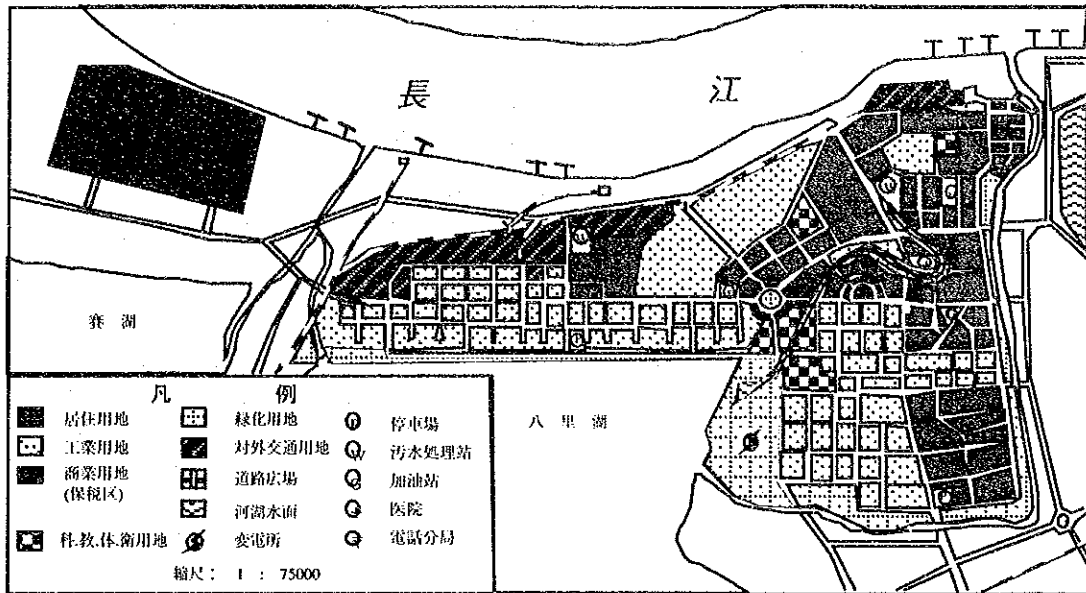 長江
賽湖
八里湖
凡例
居住用地
工業用地
商業用地
(保税区)
科.教.体.衛用地
緑化用地
対外交通用地
道路広場
河湖水面
変電所
停車場
汚水処理站
加油站
医院
電話分局
縮尺: 1 : 75000